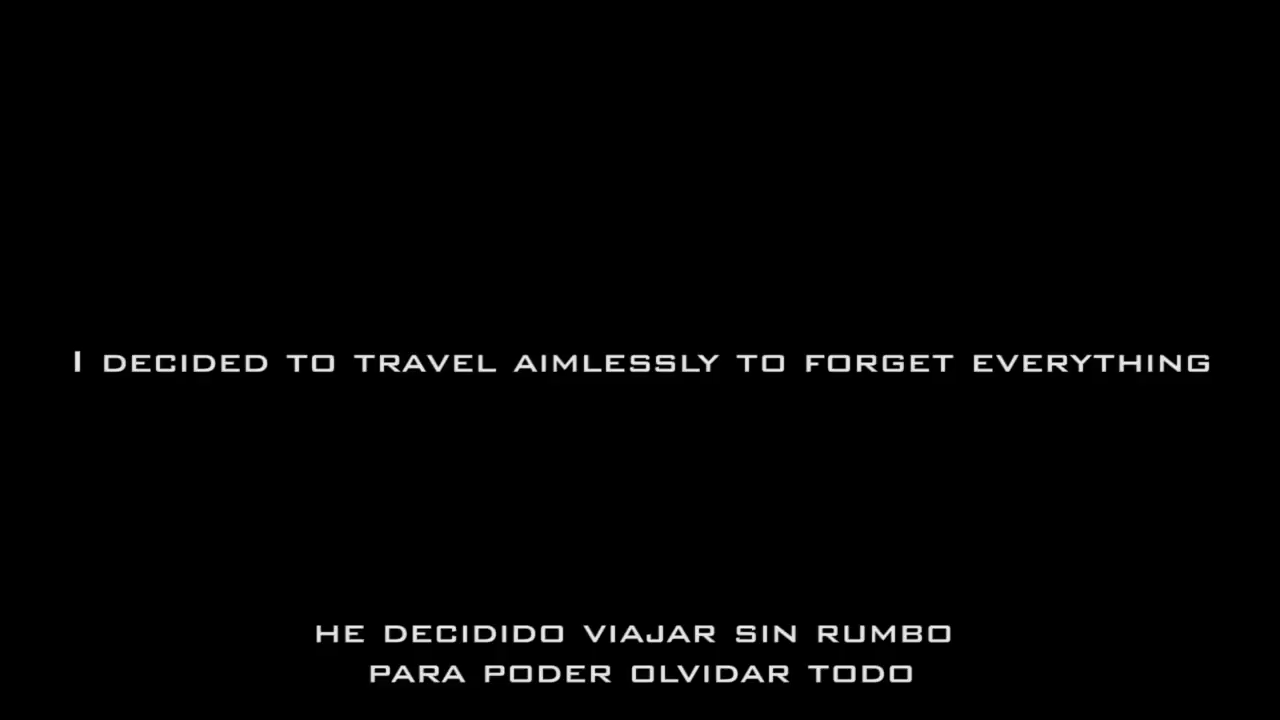 I DECIDED TO TRAVEL AIMLESSLY TO FORGET EVERYTHING
HE DECIDIDO VIAJAR SIN RUMBO
PARA PODER OLVIDAR TODO